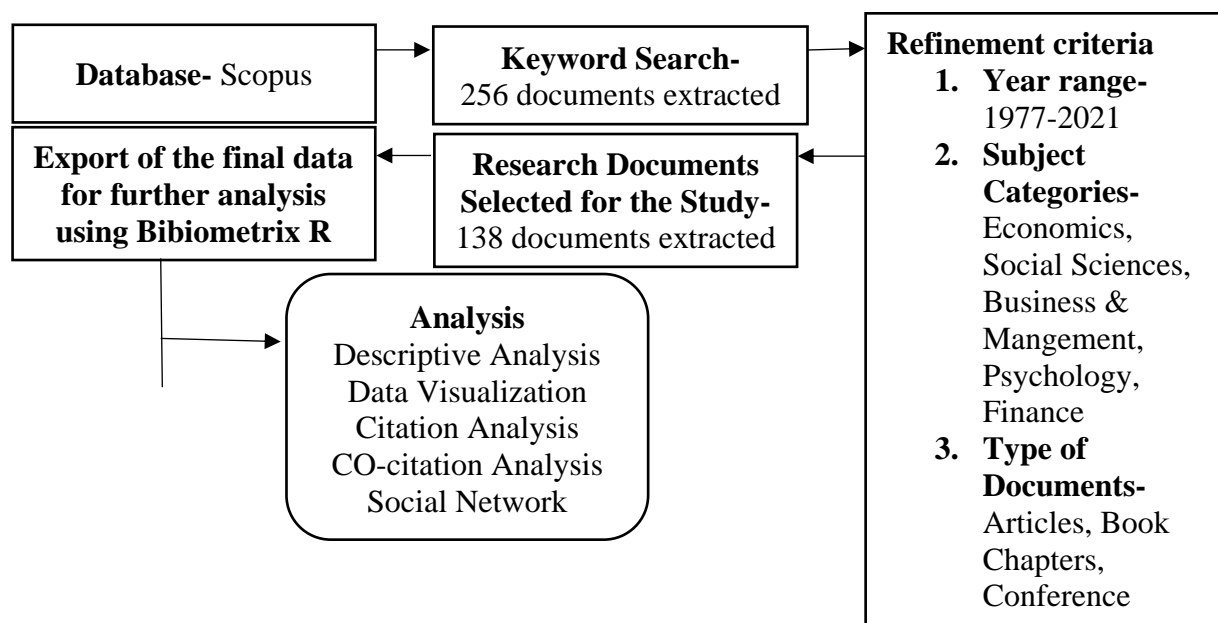 Database- Scopus
Keyword Search-
256 documents extracted
Refinement criteria
1. Year range-
1977-2021
2. Subject
Categories-
Economics,
Social Sciences,
Business &
Mangement,
Psychology,
Finance
3. Type of
Documents-
Articles, Book
Chapters,
Conference
Research Documents
Selected for the Study-
138 documents extracted
Export of the final data
for further analysis
using Bibiometrix R
Analysis
Descriptive Analysis
Data Visualization
Citation Analysis
CO-citation Analysis
Social Network